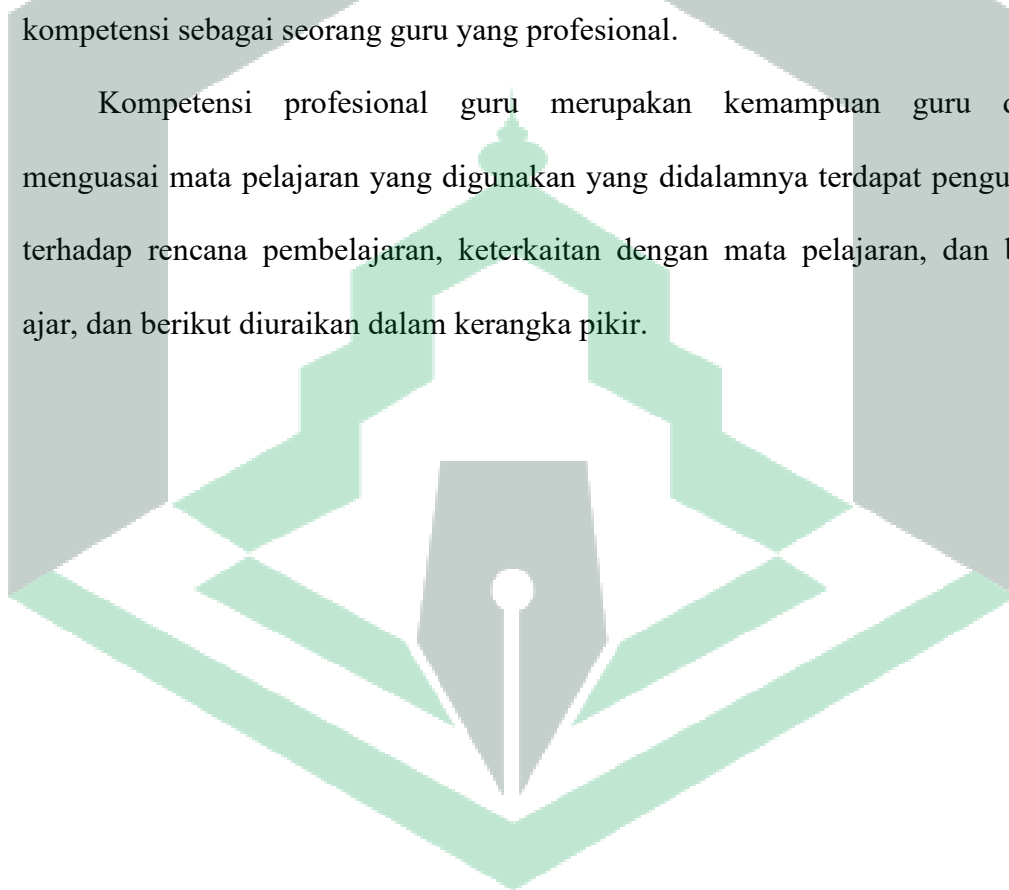 kompetensi sebagai seorang guru yang profesional.
Kompetensi profesional guru merupakan kemampuan guru
menguasai mata pelajaran yang digunakan yang didalamnya terdapat
terhadap rencana pembelajaran, keterkaitan dengan mata pelajaran, dan
ajar, dan berikut diuraikan dalam kerangka pikir.